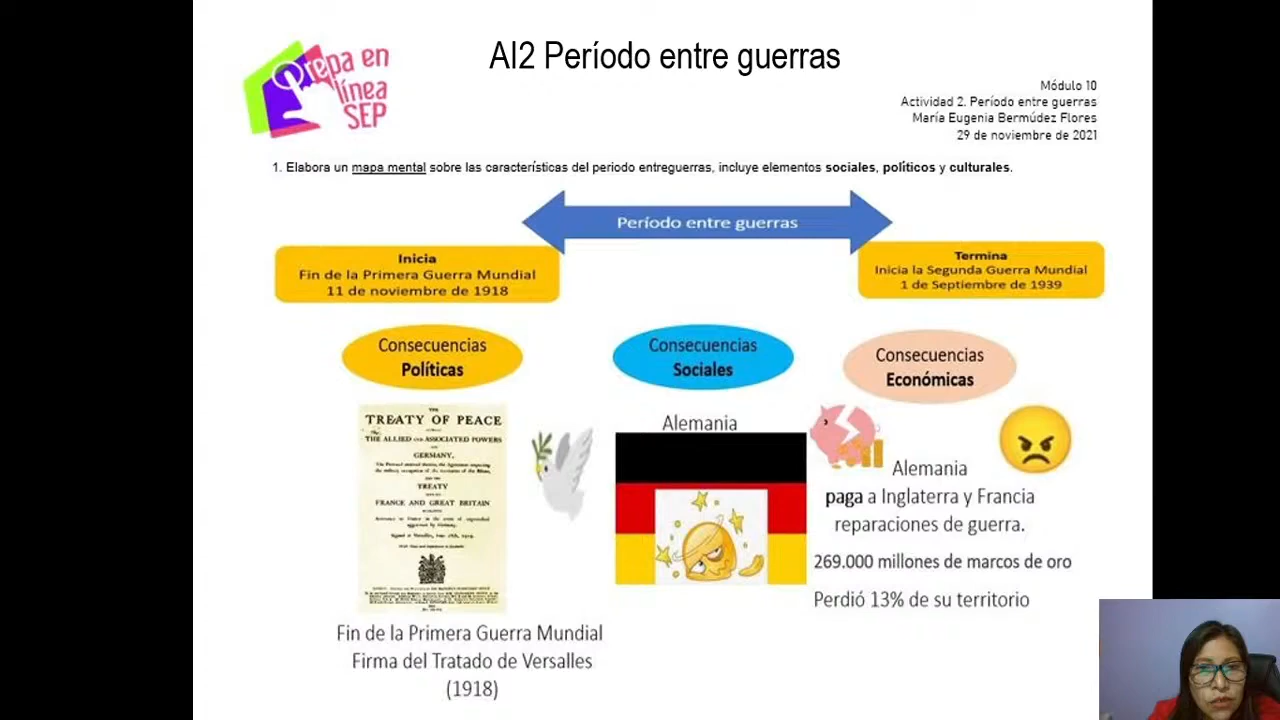 Prepa en
línea
SEP
AI2 Período entre guerras
Módulo 10
Actividad 2. Período entre guerras
María Eugenia Bermúdez Flores
29 de noviembre de 2021
1. Elabora un mapa mental sobre las características del periodo entreguerras, incluye elementos sociales, políticos y culturales.
Período entre guerras
Inicia
Fin de la Primera Guerra Mundial
11 de noviembre de 1918
Termina
Inicia la Segunda Guerra Mundial
1 de Septiembre de 1939
Consecuencias
Políticas
Consecuencias
Sociales
Consecuencias
Económicas
THE
TREATY OF PEACE
THE ALLIED AND ASSOCIATED POWERS
GERMANY,
TREATY
FRANCE AND GREAT BRITAIN
Alemania
Alemania
paga a Inglaterra y Francia
reparaciones de guerra.
269.000 millones de marcos de oro
Perdió 13% de su territorio
Fin de la Primera Guerra Mundial
Firma del Tratado de Versalles
(1918)